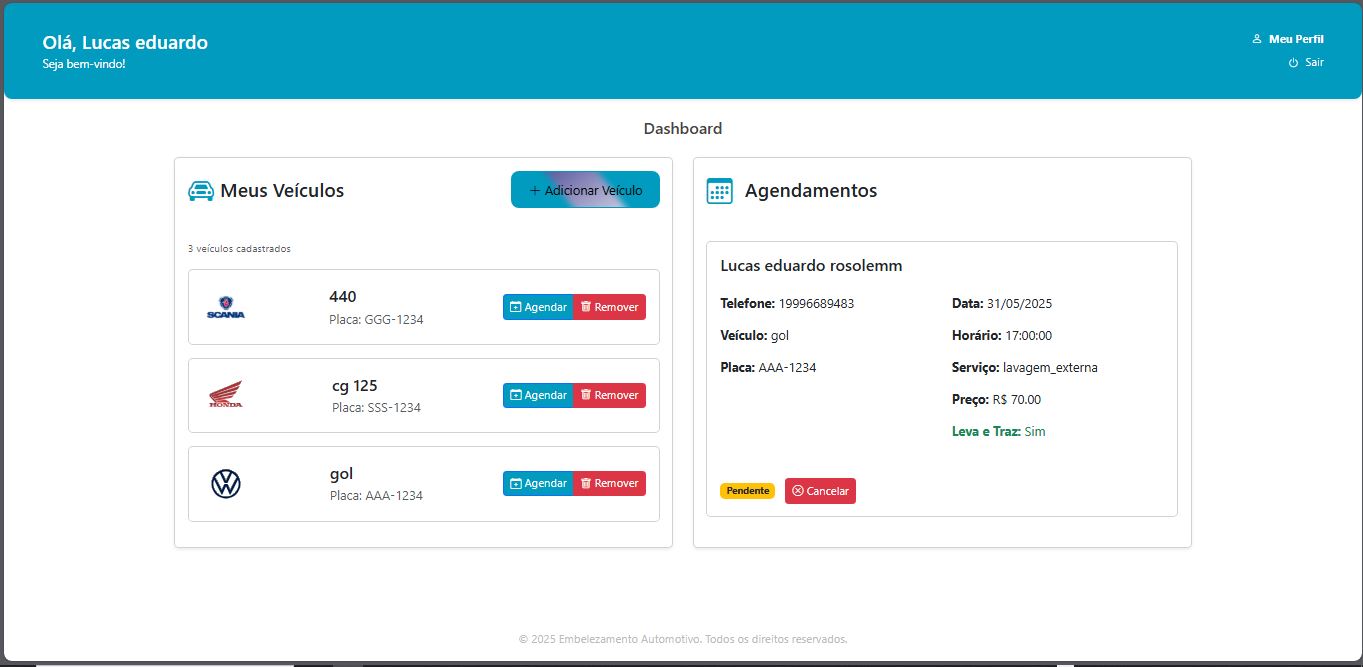 Olá, Lucas eduardo
Seja bem-vindo!
Meu Perfil
Sair
Dashboard
Meus Veículos
+ Adicionar Veículo
3 veículos cadastrados
SCANIA
440
Placa: GGG-1234
Agendar
Remover
HONDA
cg 125
Placa: SSS-1234
Agendar
Remover
gol
Placa: AAA-1234
Agendar
Remover
Agendamentos
Lucas eduardo rosolemm
Telefone: 19996689483
Veículo: gol
Placa: AAA-1234
Data: 31/05/2025
Horário: 17:00:00
Serviço: lavagem_externa
Preço: R$ 70.00
Leva e Traz: Sim
Pendente
Cancelar
© 2025 Embelezamento Automotivo. Todos os direitos reservados.